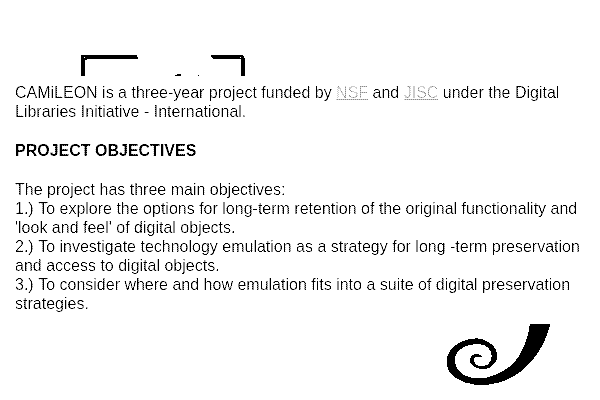 CAMiLEON is a three-year project funded by NSF and JISC under the Digital
Libraries Initiative - International.
PROJECT OBJECTIVES
The project has three main objectives:
1.) To explore the options for long-term retention of the original functionality and
'look and feel' of digital objects.
2.) To investigate technology emulation as a strategy for long -term preservation
and access to digital objects.
3.) To consider where and how emulation fits into a suite of digital preservation
strategies.